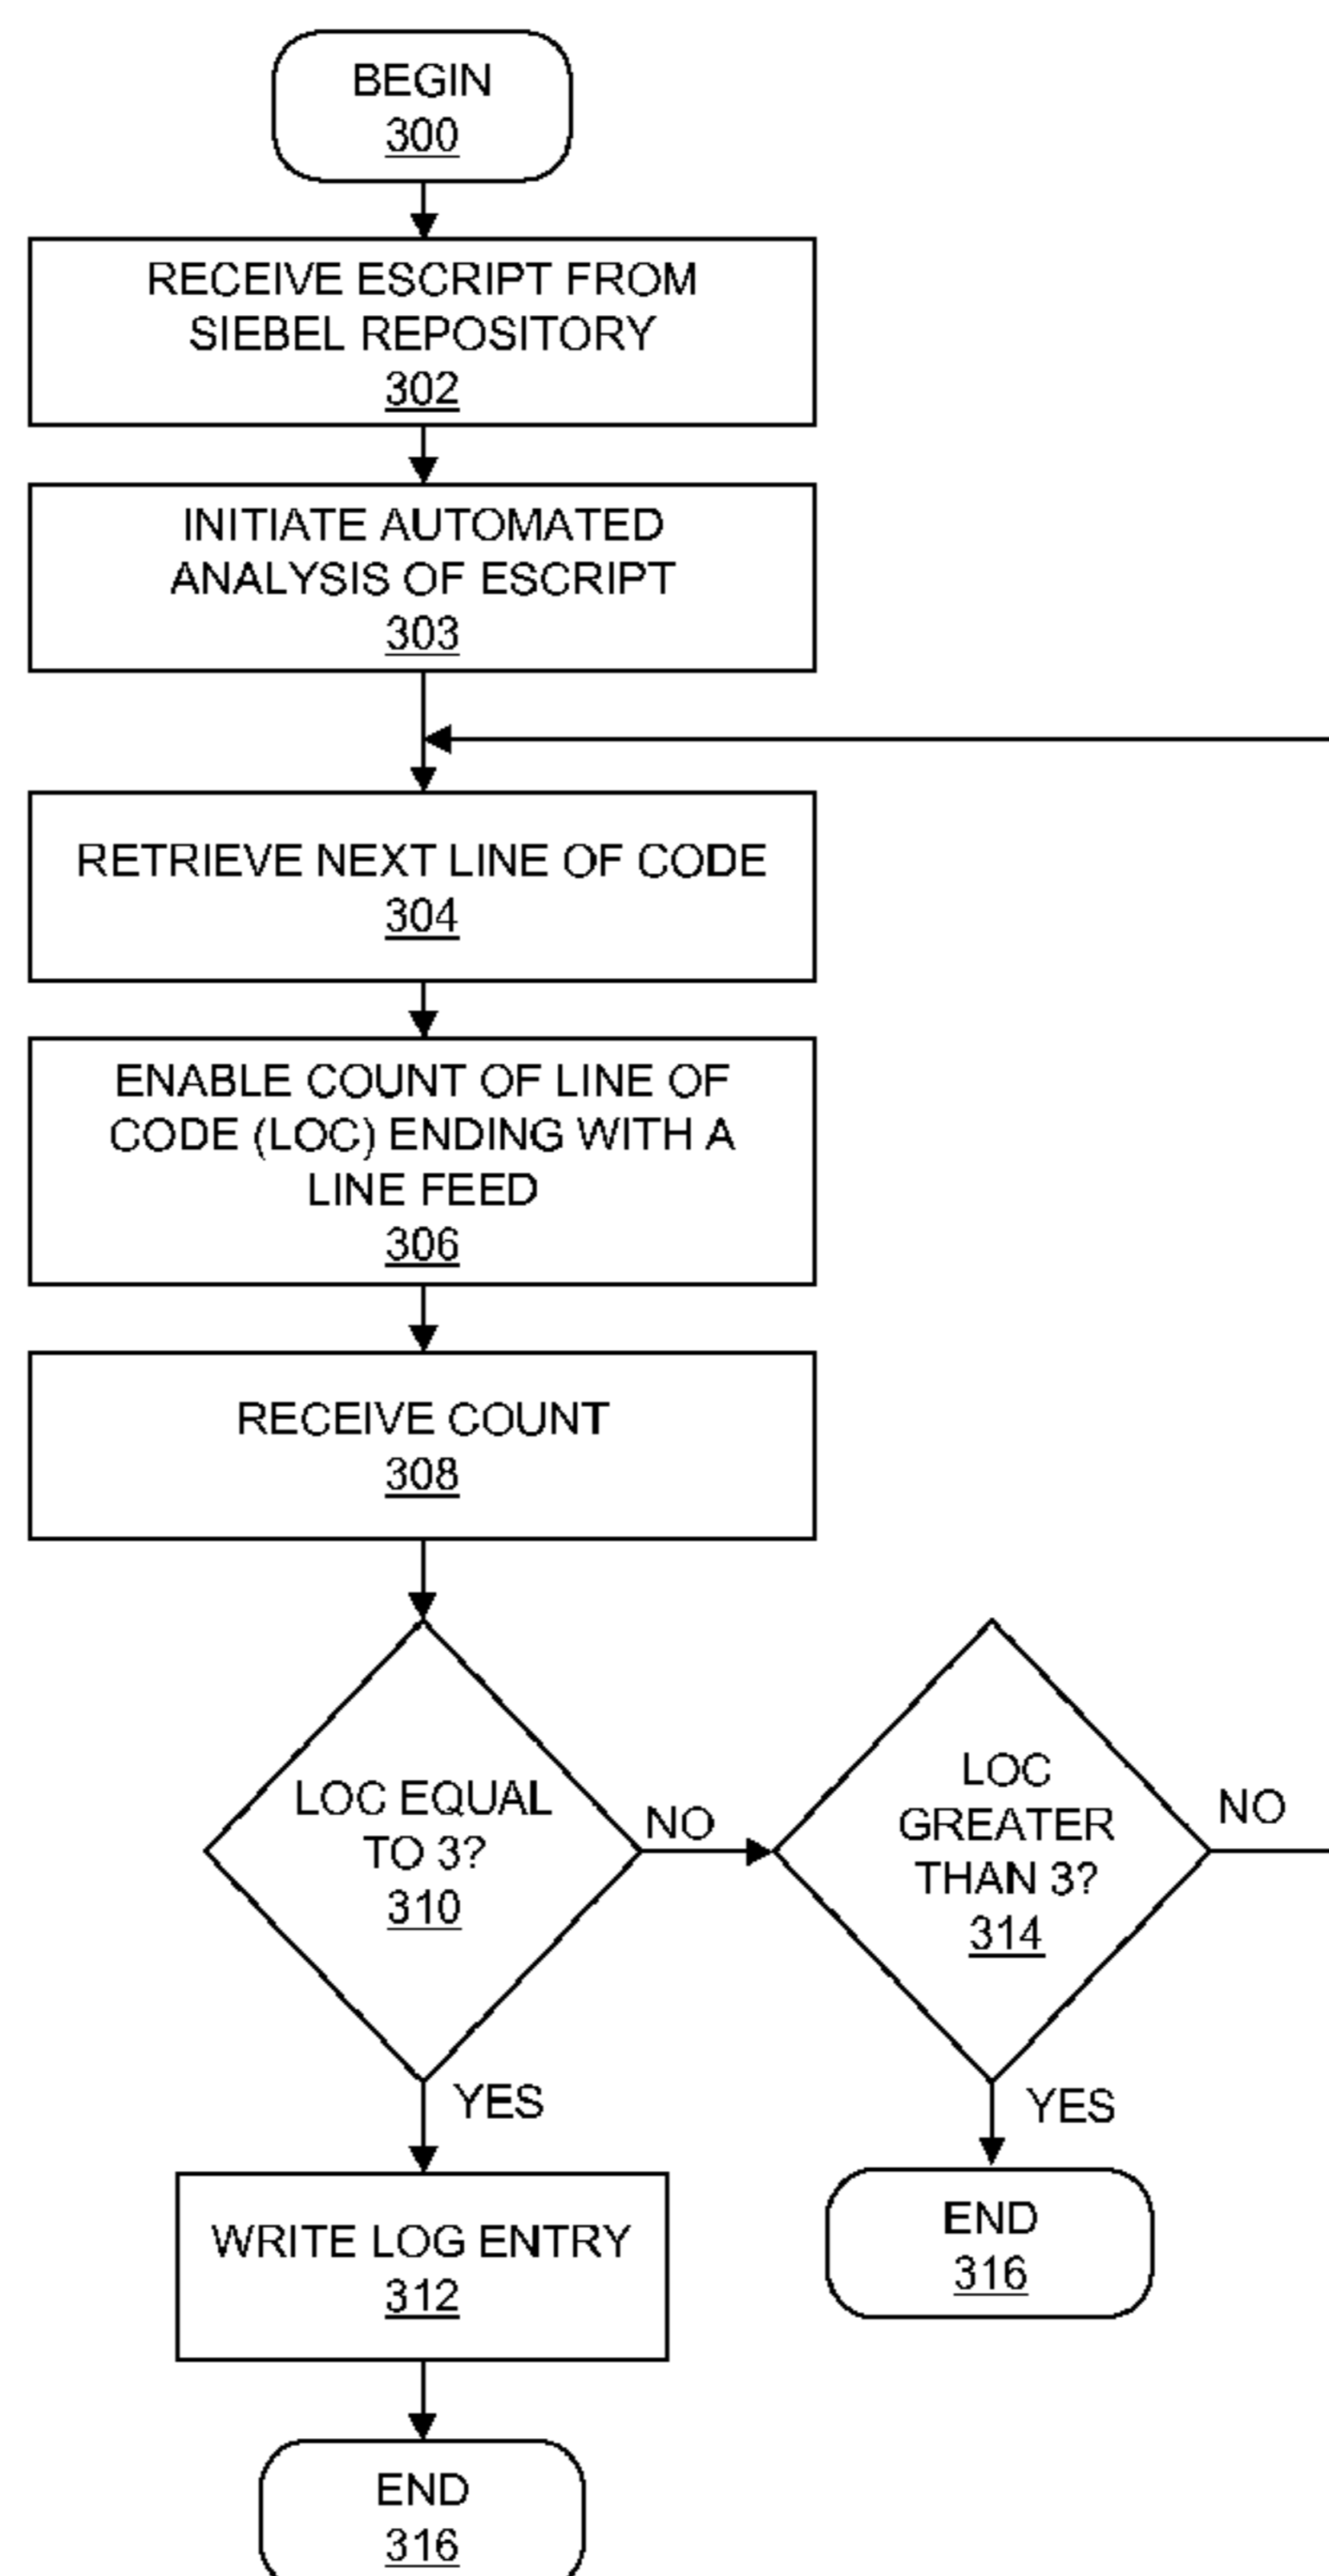 BEGIN
300
RECEIVE ESCRIPT FROM
SIEBEL REPOSITORY
302
INITIATE AUTOMATED
ANALYSIS OF ESCRIPT
303
RETRIEVE NEXT LINE OF CODE
304
ENABLE COUNT OF LINE OF
CODE (LOC) ENDING WITH A
LINE FEED
306
RECEIVE COUNT
308
LOC EQUAL
TO 3?
310
NO
LOC
GREATER
THAN 3?
314
NO
YES
WRITE LOG ENTRY
312
YES
END
316
END
316